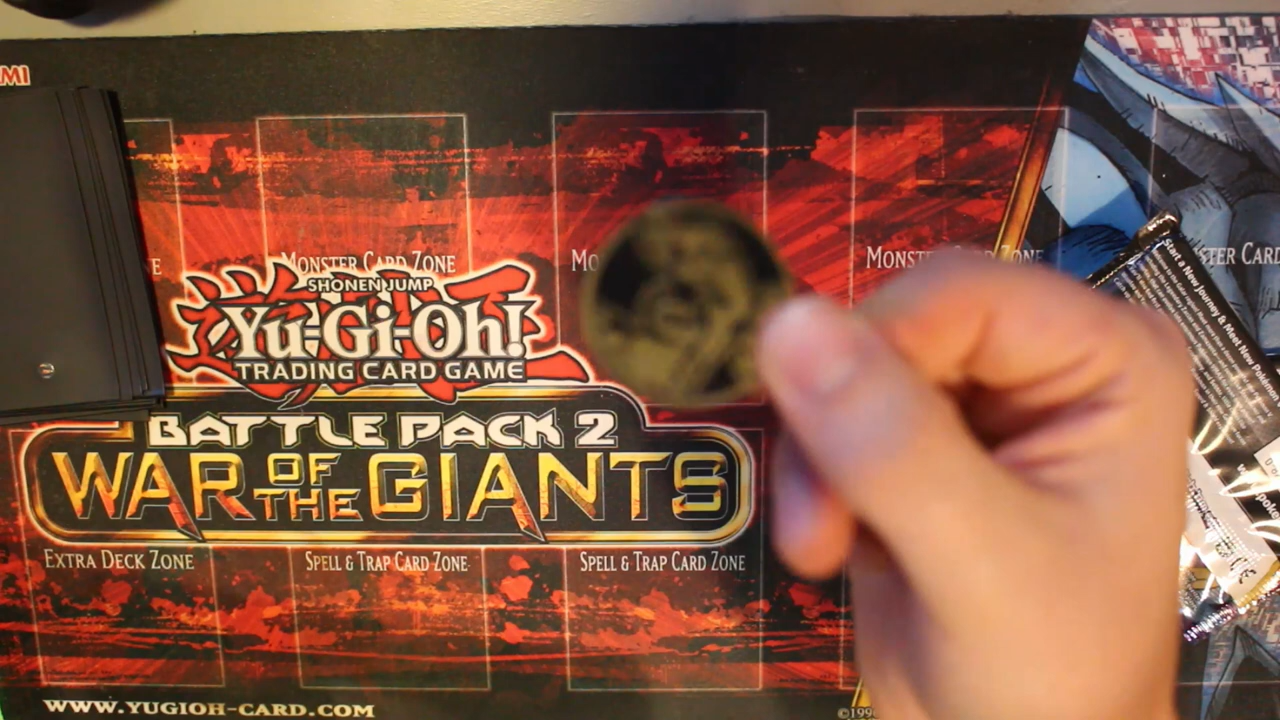 MI
MONSTER CARD ZONE
MO
MONSTER
ZONE
STER CARD
E
SHONEN JUMP
Yu-Gi-Oh!
TRADING CARD GAME
BATTLE PACK 2
WAR OF THE GIANTS
EXTRA DECK ZONE
SPELL & TRAP CARD ZONE
SPELL & TRAP CARD ZONE
WWW.YUGIOH-CARD.COM
©199
Start a New Journey & Meet New Pokémon